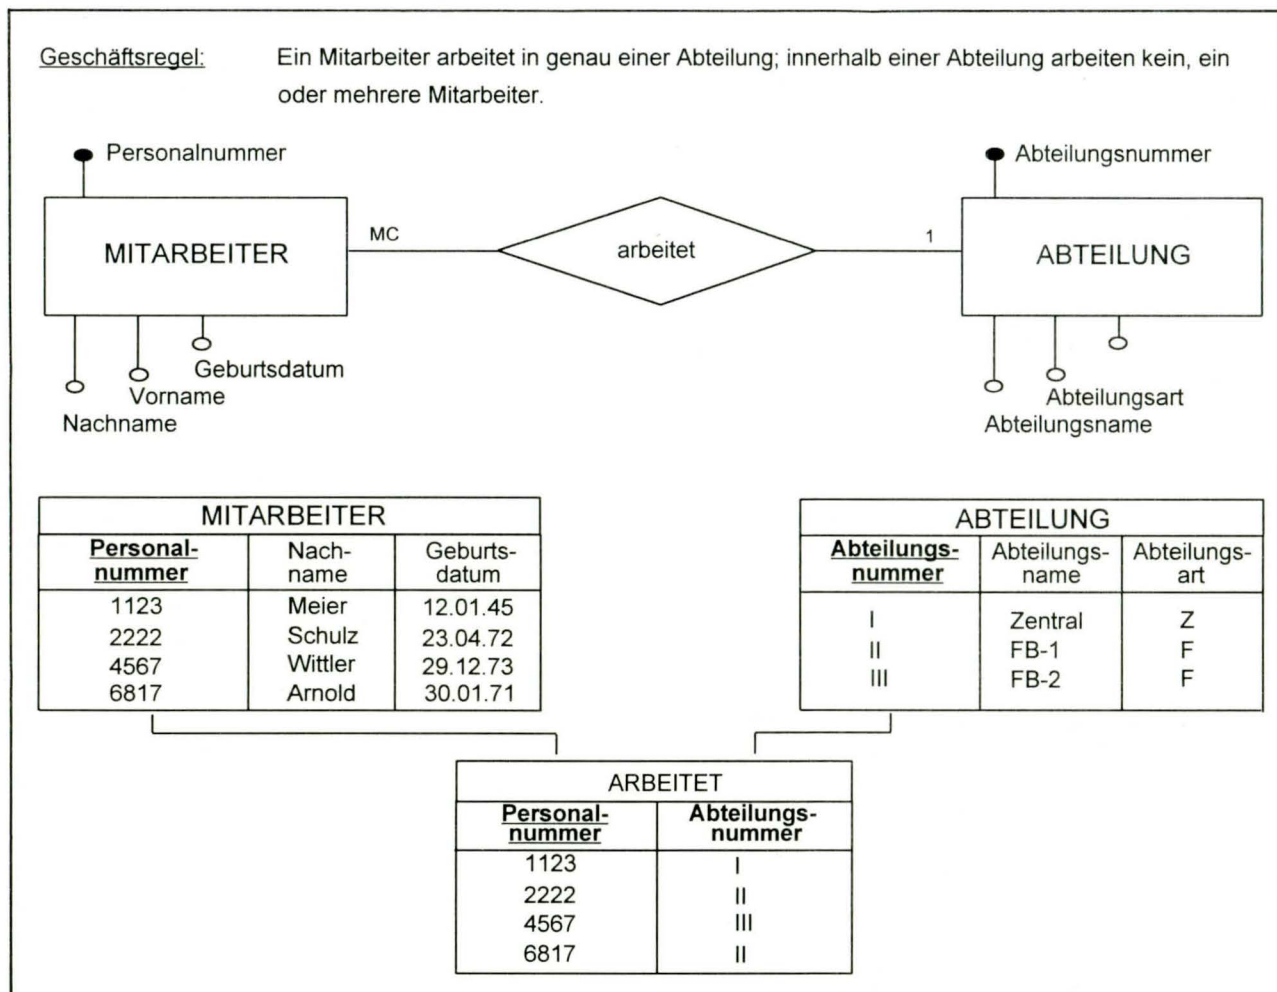 Geschäftsregel: Ein Mitarbeiter arbeitet in genau einer Abteilung; innerhalb einer Abteilung arbeiten kein, ein
oder mehrere Mitarbeiter.
Personalnummer
Abteilungsnummer
MITARBEITER
MC
arbeitet
1
ABTEILUNG
Geburtsdatum
Vorname
Nachname
Abteilungsart
Abteilungsname
MITARBEITER
Personal- Nach- Geburts-
nummer name datum
1123 Meier 12.01.45
2222 Schulz 23.04.72
4567 Wittler 29.12.73
6817 Arnold 30.01.71
ABTEILUNG
Abteilungs- Abteilungs- Abteilungs-
nummer name art
I Zentral Z
II FB-1 F
III FB-2 F
ARBEITET
Personal- Abteilungs-
nummer nummer
1123 I
2222 II
4567 III
6817 II